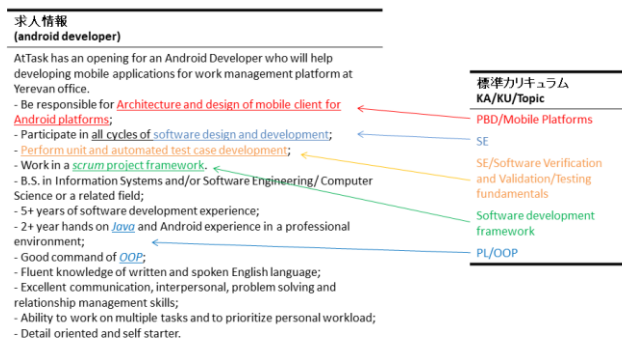 求人情報
(android developer)
AtTask has an opening for an Android Developer who will help
developing mobile applications for work management platform at
Yerevan office.
- Be responsible for Architecture and design of mobile client for
Android platforms;
- Participate in all cycles of software design and development;
- Perform unit and automated test case development;
- Work in a scrum project framework.
- B.S. in Information Systems and/or Software Engineering/ Computer
Science or a related field;
- 5+ years of software development experience;
- 2+ year hands on Java and Android experience in a professional
environment;
- Good command of OOP;
- Fluent knowledge of written and spoken English language;
- Excellent communication, interpersonal, problem solving and
relationship management skills;
- Ability to work on multiple tasks and to prioritize personal workload;
- Detail oriented and self starter.
標準カリキュラム
KA/KU/Topic
PBD/Mobile Platforms
SE
SE/Software Verification
and Validation/Testing
fundamentals
Software development
framework
PL/OOP